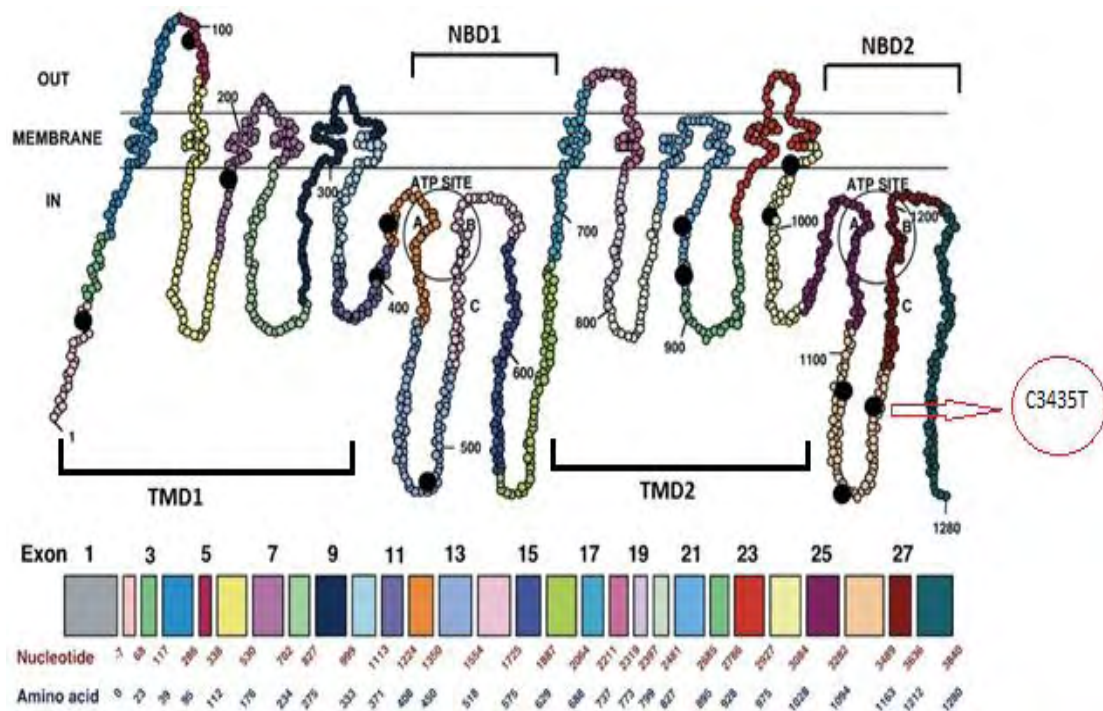 NBD1
NBD2
100
OUT
200
MEMBRANE
300
ATP SITE
ATP SITE
IN
1200
A
B
700
1000
A
B
400
C
C
800
900
1100
600
C3435T
1
500
TMD1
TMD2
1280
Exon 1 3 5 7 9 11 13 15 17 19 21 23 25 27
Nucleotide -7 68 117 286 338 530 702 827 999 1113 1224 1350 1554 1725 1887 2064 2211 2319 2397 2481 2685 2786 2927 3084 3282 3489 3636 3840
Amino acid 0 23 39 95 112 176 234 275 333 371 408 450 518 575 629 688 737 773 799 827 895 928 975 1028 1094 1163 1212 1280